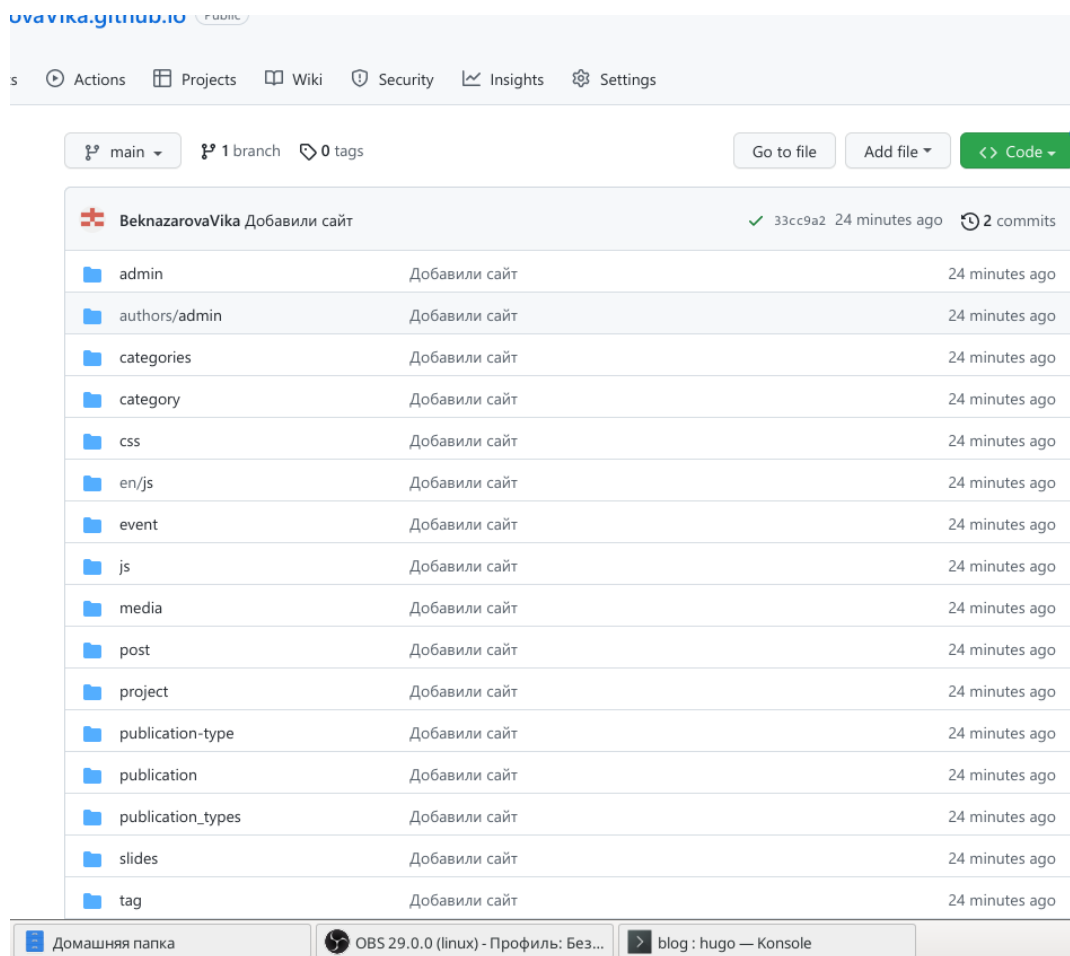 ovaVika.github.io Public
s Actions Projects Wiki Security Insights Settings
main 1 branch 0 tags Go to file Add file <> Code
BeknazarovaVika Добавили сайт 33cc9a2 24 minutes ago 2 commits
admin Добавили сайт 24 minutes ago
authors/admin Добавили сайт 24 minutes ago
categories Добавили сайт 24 minutes ago
category Добавили сайт 24 minutes ago
css Добавили сайт 24 minutes ago
en/js Добавили сайт 24 minutes ago
event Добавили сайт 24 minutes ago
js Добавили сайт 24 minutes ago
media Добавили сайт 24 minutes ago
post Добавили сайт 24 minutes ago
project Добавили сайт 24 minutes ago
publication-type Добавили сайт 24 minutes ago
publication Добавили сайт 24 minutes ago
publication_types Добавили сайт 24 minutes ago
slides Добавили сайт 24 minutes ago
tag Добавили сайт 24 minutes ago
Домашняя папка OBS 29.0.0 (linux) - Профиль: Без... blog : hugo — Konsole